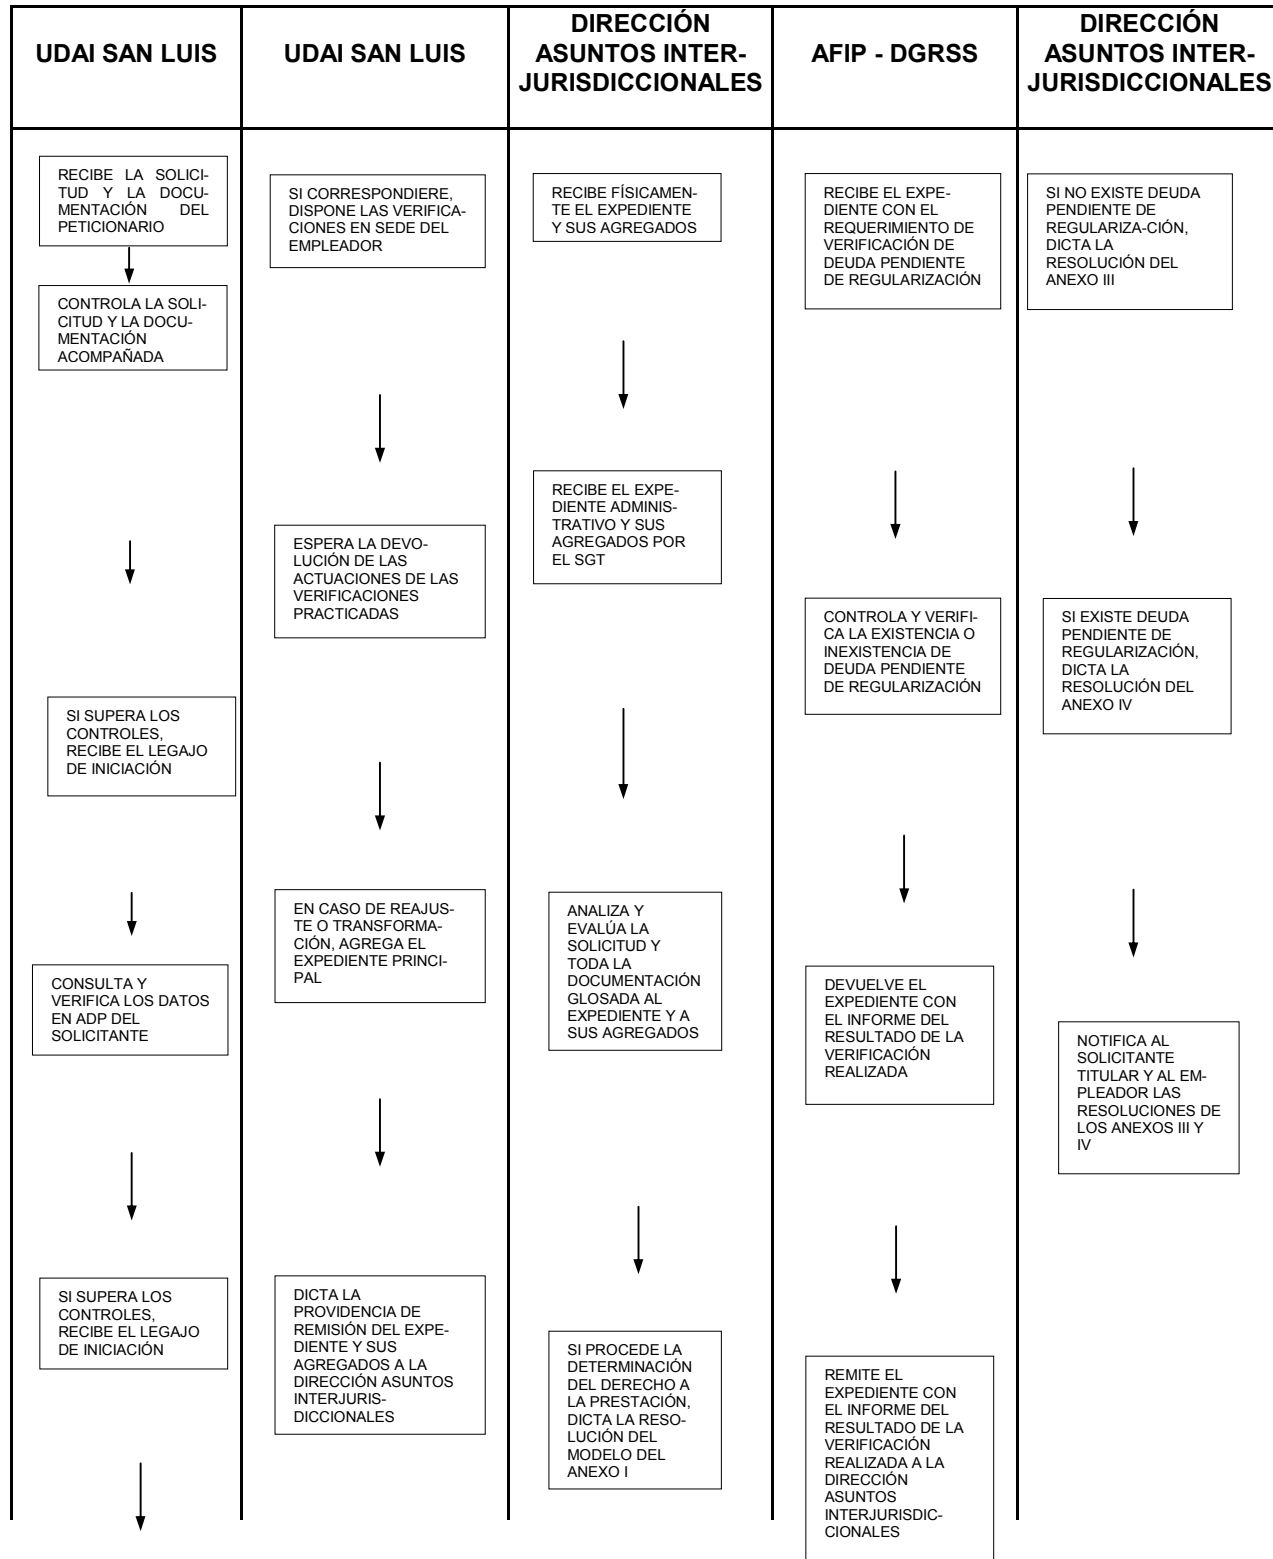 UDAI SAN LUIS
UDAI SAN LUIS
DIRECCIÓN
ASUNTOS INTER-
JURISDICCIONALES
AFIP - DGRSS
DIRECCIÓN
ASUNTOS INTER-
JURISDICCIONALES
RECIBE LA SOLICI-
TUD Y LA DOCU-
MENTACIÓN DEL
PETICIONARIO
CONTROLA LA SOLI-
CITUD Y LA DOCU-
MENTACIÓN
ACOMPAÑADA
SI SUPERA LOS
CONTROLES,
RECIBE EL LEGAJO
DE INICIACIÓN
CONSULTA Y
VERIFICA LOS DATOS
EN ADP DEL
SOLICITANTE
SI SUPERA LOS
CONTROLES,
RECIBE EL LEGAJO
DE INICIACIÓN
SI CORRESPONDIERE,
DISPONE LAS VERIFICA-
CIONES EN SEDE DEL
EMPLEADOR
ESPERA LA DEVO-
LUCIÓN DE LAS
ACTUACIONES DE LAS
VERIFICACIONES
PRACTICADAS
EN CASO DE REAJUS-
TE O TRANSFORMA-
CIÓN, AGREGA EL
EXPEDIENTE PRINCI-
PAL
DICTA LA
PROVIDENCIA DE
REMISIÓN DEL EXPE-
DIENTE Y SUS
AGREGADOS A LA
DIRECCIÓN ASUNTOS
INTERJURIS-
DICCIONALES
RECIBE FÍSICAMEN-
TE EL EXPEDIENTE
Y SUS AGREGADOS
RECIBE EL EXPE-
DIENTE ADMINIS-
TRATIVO Y SUS
AGREGADOS POR
EL SGT
ANALIZA Y
EVALÚA LA
SOLICITUD Y
TODA LA
DOCUMENTACIÓN
GLOSADA AL
EXPEDIENTE Y A
SUS AGREGADOS
SI PROCEDE LA
DETERMINACIÓN
DEL DERECHO A
LA PRESTACIÓN,
DICTA LA RESO-
LUCIÓN DEL
MODELO DEL
ANEXO I
RECIBE EL EXPE-
DIENTE CON EL
REQUERIMIENTO DE
VERIFICACIÓN DE
DEUDA PENDIENTE
DE REGULARIZACIÓN
CONTROLA Y VERIFI-
CA LA EXISTENCIA O
INEXISTENCIA DE
DEUDA PENDIENTE
DE REGULARIZACIÓN
DEVUELVE EL
EXPEDIENTE CON
EL INFORME DEL
RESULTADO DE LA
VERIFICACIÓN
REALIZADA
REMITE EL
EXPEDIENTE CON
EL INFORME DEL
RESULTADO DE LA
VERIFICACIÓN
REALIZADA A LA
DIRECCIÓN
ASUNTOS
INTERJURISDIC-
CIONALES
SI NO EXISTE DEUDA
PENDIENTE DE
REGULARIZA-CIÓN,
DICTA LA
RESOLUCIÓN DEL
ANEXO III
SI EXISTE DEUDA
PENDIENTE DE
REGULARIZACIÓN,
DICTA LA
RESOLUCIÓN DEL
ANEXO IV
NOTIFICA AL
SOLICITANTE
TITULAR Y AL EM-
PLEADOR LAS
RESOLUCIONES DE
LOS ANEXOS III Y
IV